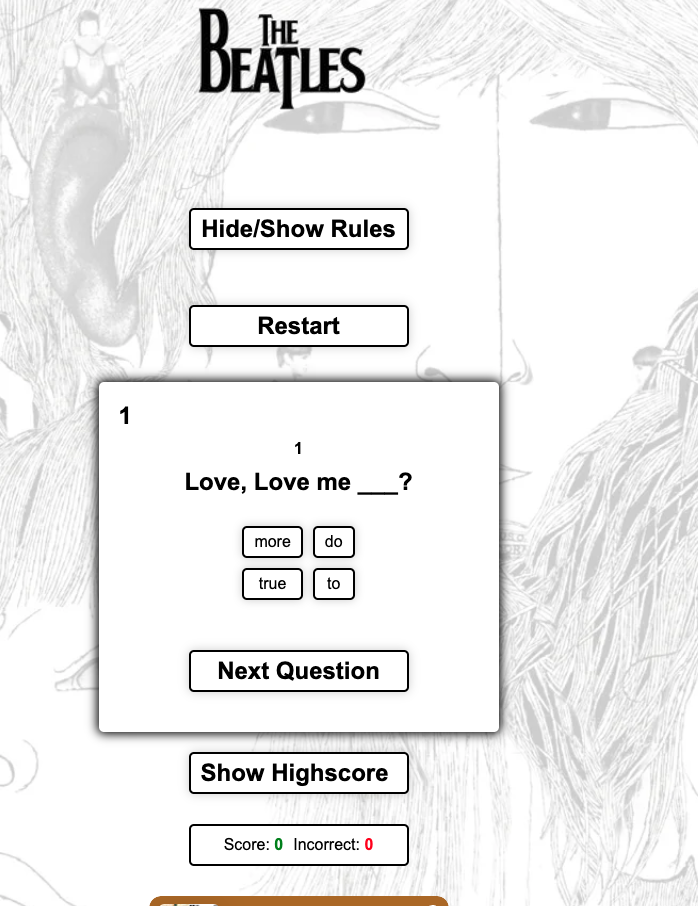 THE
BEATLES
Hide/Show Rules
Restart
1
1
Love, Love me ___?
more do
true to
Next Question
Show Highscore
Score: 0 Incorrect: 0